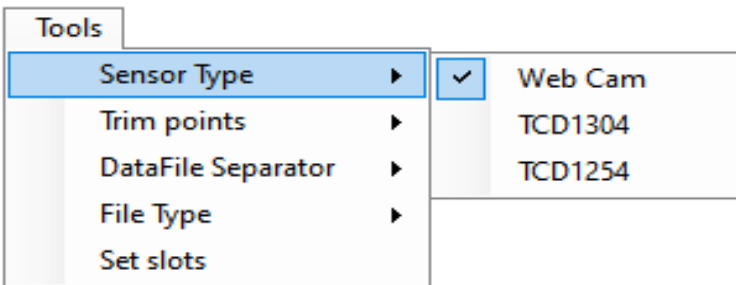 Tools
Sensor Type
Web Cam
Trim points
TCD1304
DataFile Separator
TCD1254
File Type
Set slots